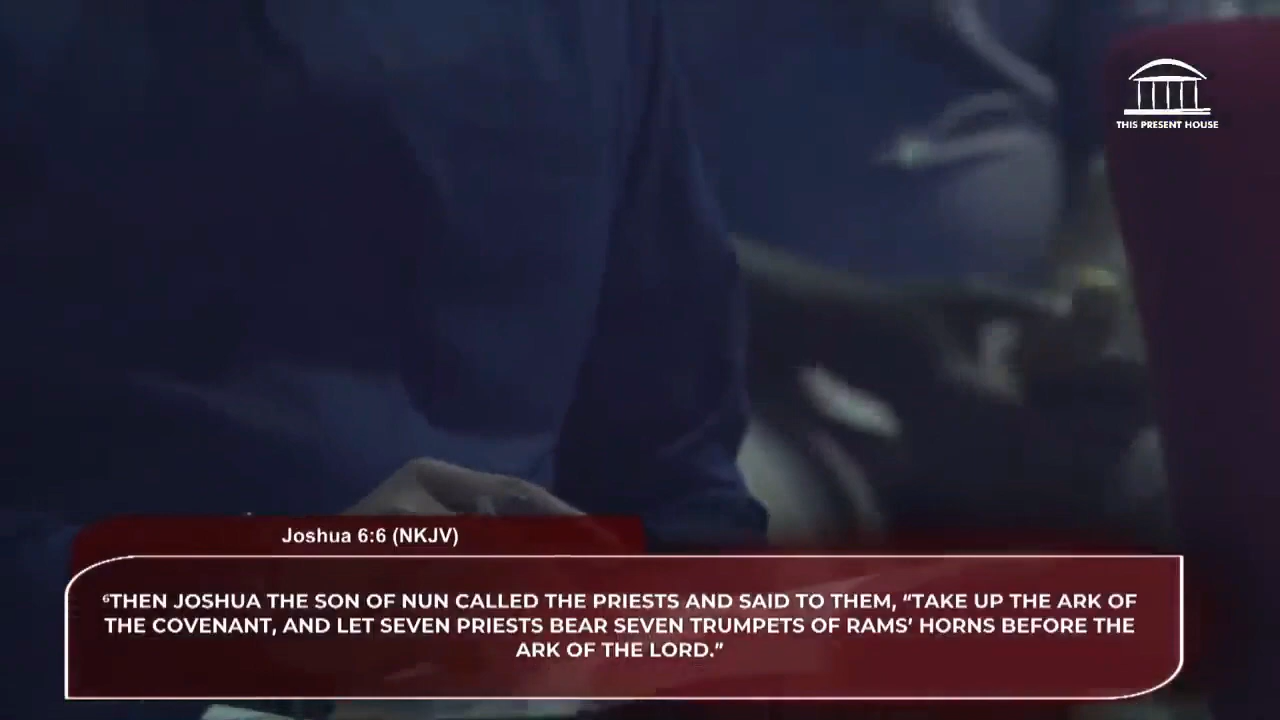 THIS PRESENT HOUSE
Joshua 6:6 (NKJV)
⁶THEN JOSHUA THE SON OF NUN CALLED THE PRIESTS AND SAID TO THEM, “TAKE UP THE ARK OF
THE COVENANT, AND LET SEVEN PRIESTS BEAR SEVEN TRUMPETS OF RAMS’ HORNS BEFORE THE
ARK OF THE LORD.”